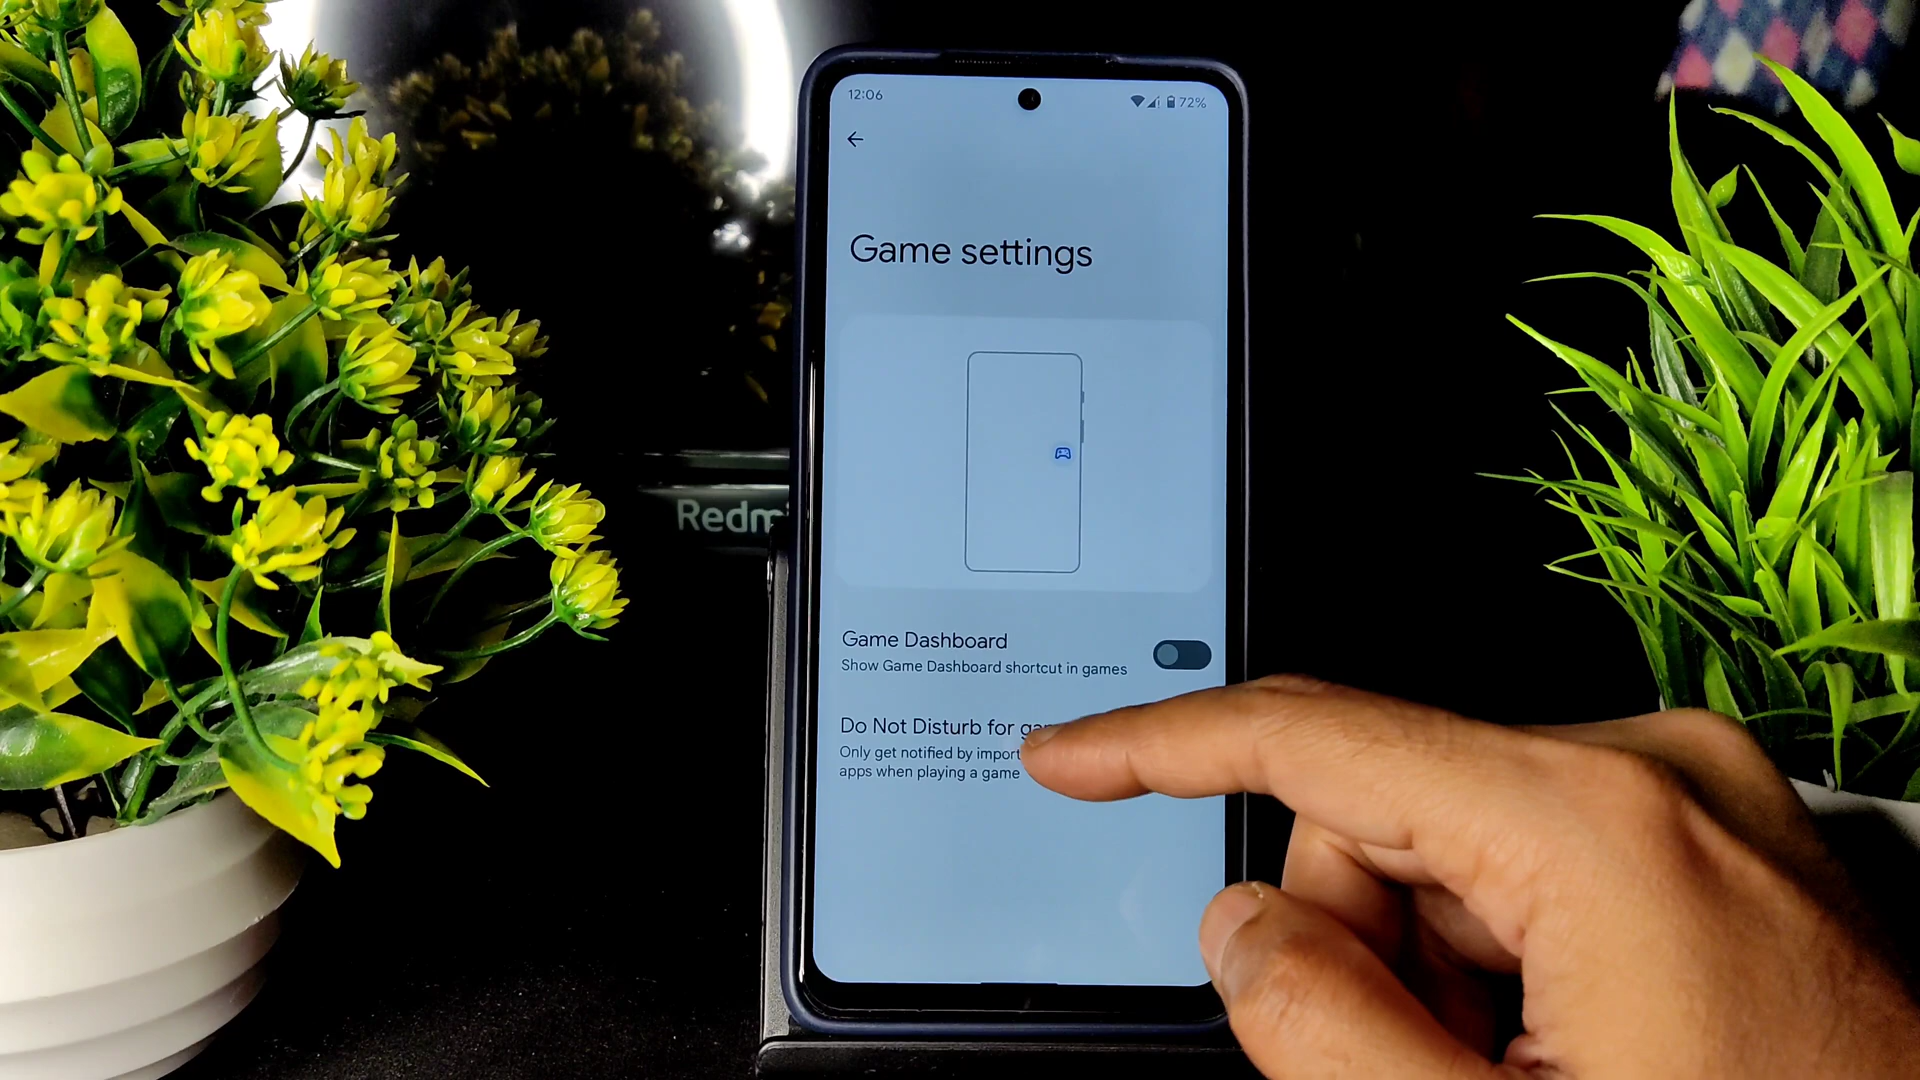 12:06
72%
Game settings
Redmi
Game Dashboard
Show Game Dashboard shortcut in games
Do Not Disturb for
Only get notified by
apps when playing a game